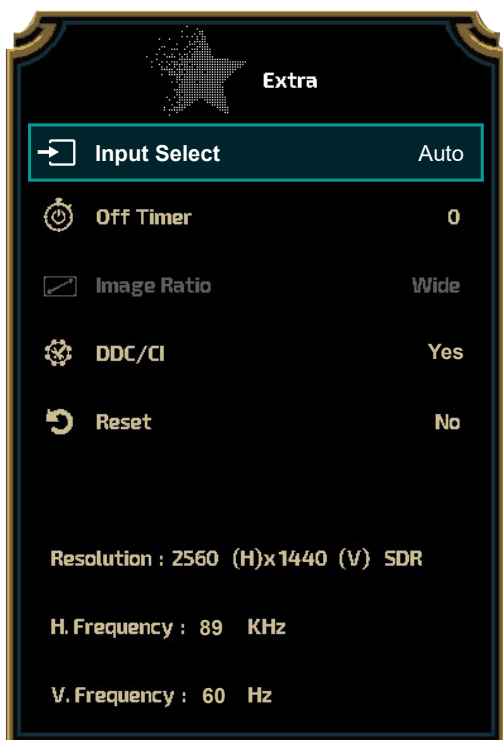 Extra
Input Select Auto
Off Timer 0
Image Ratio Wide
DDC/CI Yes
Reset No
Resolution : 2560 (H)x1440 (V) SDR
H. Frequency : 89 KHz
V. Frequency : 60 Hz